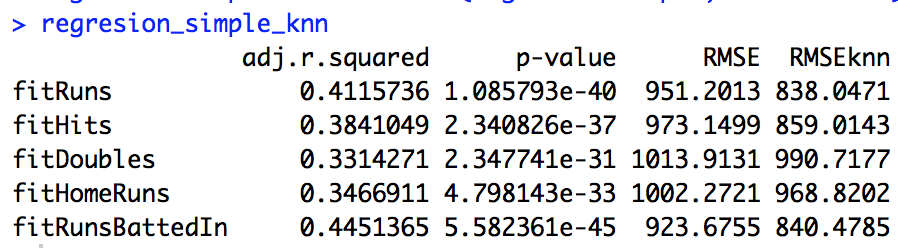 > regresion_simple_knn
adj.r.squared p-value RMSE RMSEknn
fitRuns 0.4115736 1.085793e-40 951.2013 838.0471
fitHits 0.3841049 2.340826e-37 973.1499 859.0143
fitDoubles 0.3314271 2.347741e-31 1013.9131 990.7177
fitHomeRuns 0.3466911 4.798143e-33 1002.2721 968.8202
fitRunsBattedIn 0.4451365 5.582361e-45 923.6755 840.4785